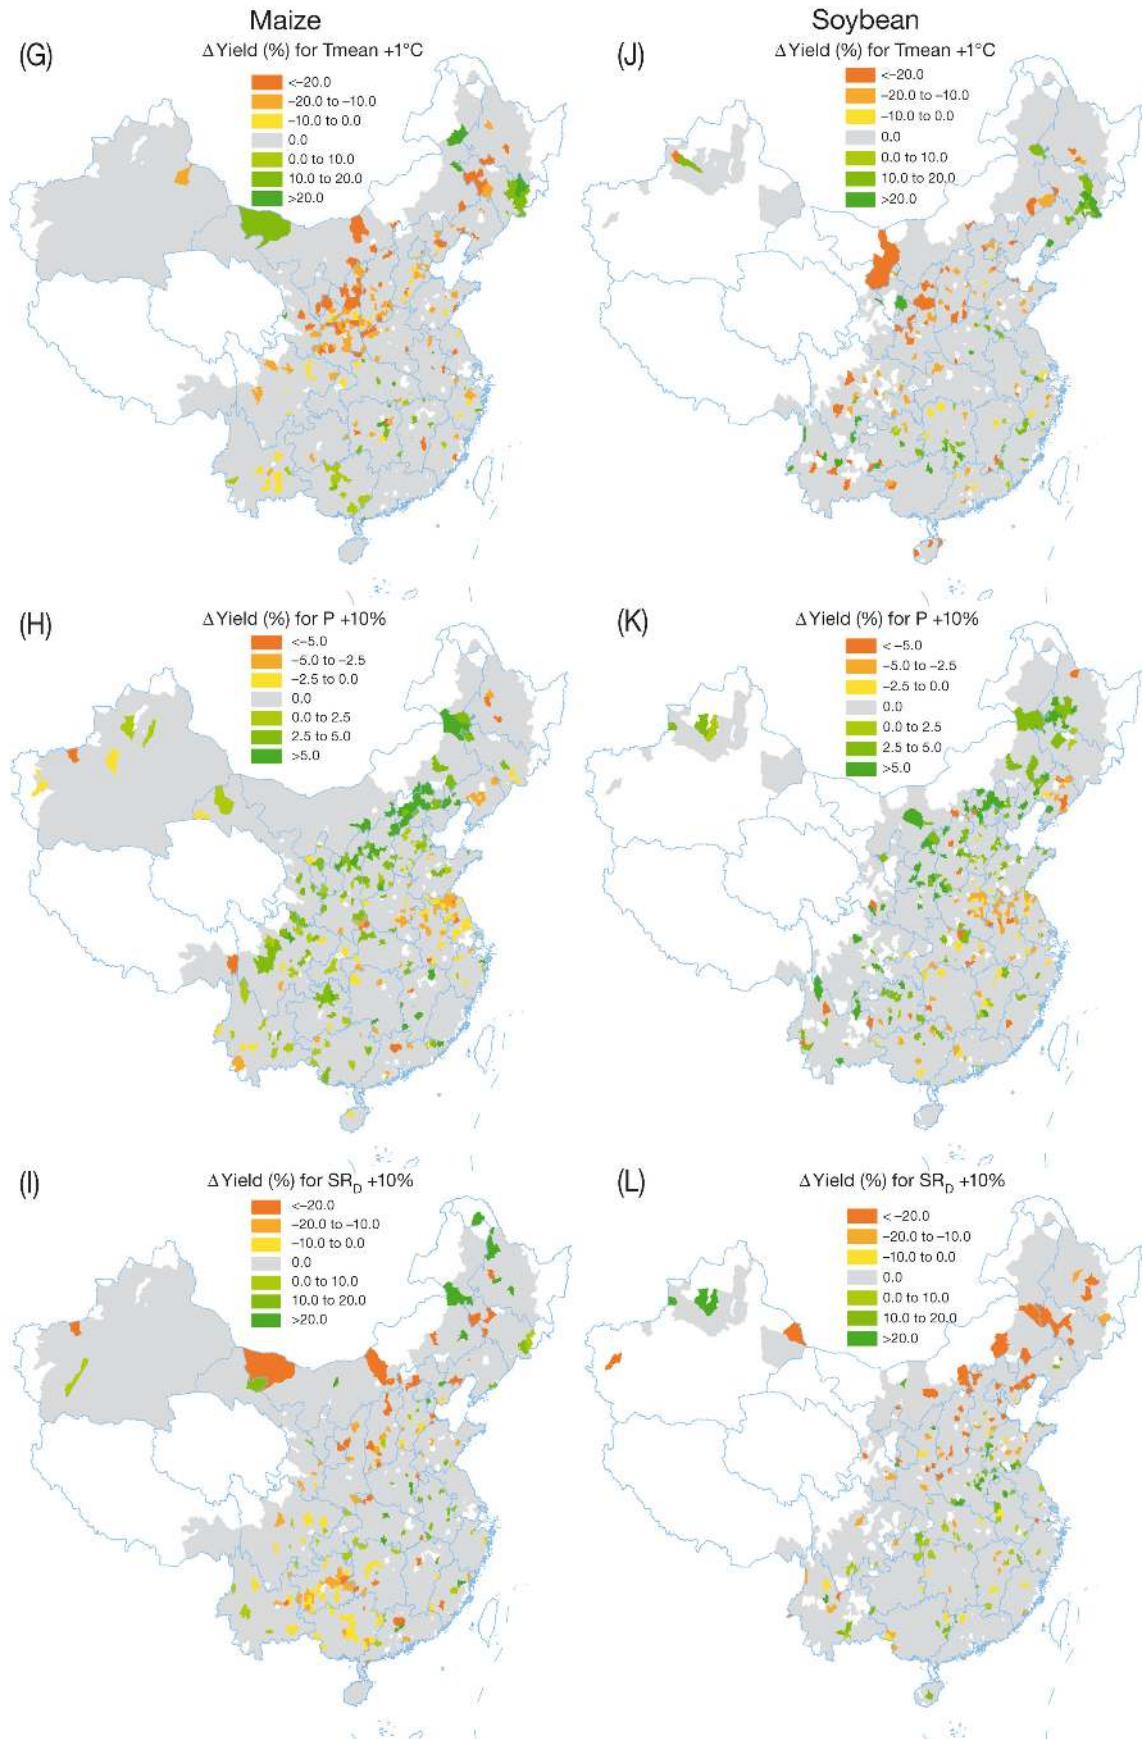 Maize
Soybean
(G)
Δ Yield (%) for Tmean +1°C
<–20.0
–20.0 to –10.0
–10.0 to 0.0
0.0
0.0 to 10.0
10.0 to 20.0
>20.0
(J)
Δ Yield (%) for Tmean +1°C
<–20.0
–20.0 to –10.0
–10.0 to 0.0
0.0
0.0 to 10.0
10.0 to 20.0
>20.0
(H)
Δ Yield (%) for P +10%
<–5.0
–5.0 to –2.5
–2.5 to 0.0
0.0
0.0 to 2.5
2.5 to 5.0
>5.0
(K)
Δ Yield (%) for P +10%
< –5.0
–5.0 to –2.5
–2.5 to 0.0
0.0
0.0 to 2.5
2.5 to 5.0
>5.0
(I)
Δ Yield (%) for SR_D +10%
<–20.0
–20.0 to –10.0
–10.0 to 0.0
0.0
0.0 to 10.0
10.0 to 20.0
>20.0
(L)
Δ Yield (%) for SR_D +10%
< –20.0
–20.0 to –10.0
–10.0 to 0.0
0.0
0.0 to 10.0
10.0 to 20.0
>20.0